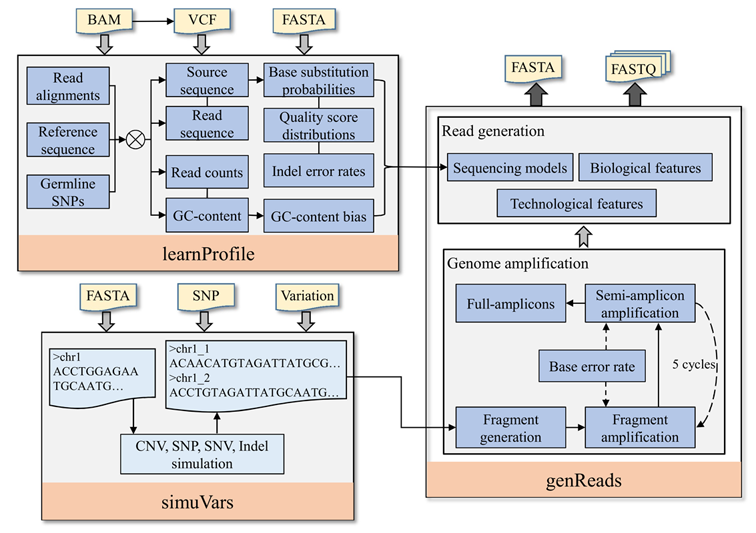 BAM
VCF
FASTA
Read
alignments
Reference
sequence
Germline
SNPs
Source
sequence
Read
sequence
Read counts
GC-content
Base substitution
probabilities
Quality score
distributions
Indel error rates
GC-content bias
learnProfile
FASTA
SNP
Variation
>chr1
ACCTGGAGAA
TGCAATG…
>chr1_1
ACAACATGTAGATTATGCG…
>chr1_2
ACCTGTAGATTATGCAATG…
CNV, SNP, SNV, Indel
simulation
simuVars
FASTA
FASTQ
Read generation
Sequencing models
Biological features
Technological features
Genome amplification
Full-amplicons
Semi-amplicon
amplification
Base error rate
5 cycles
Fragment
generation
Fragment
amplification
genReads